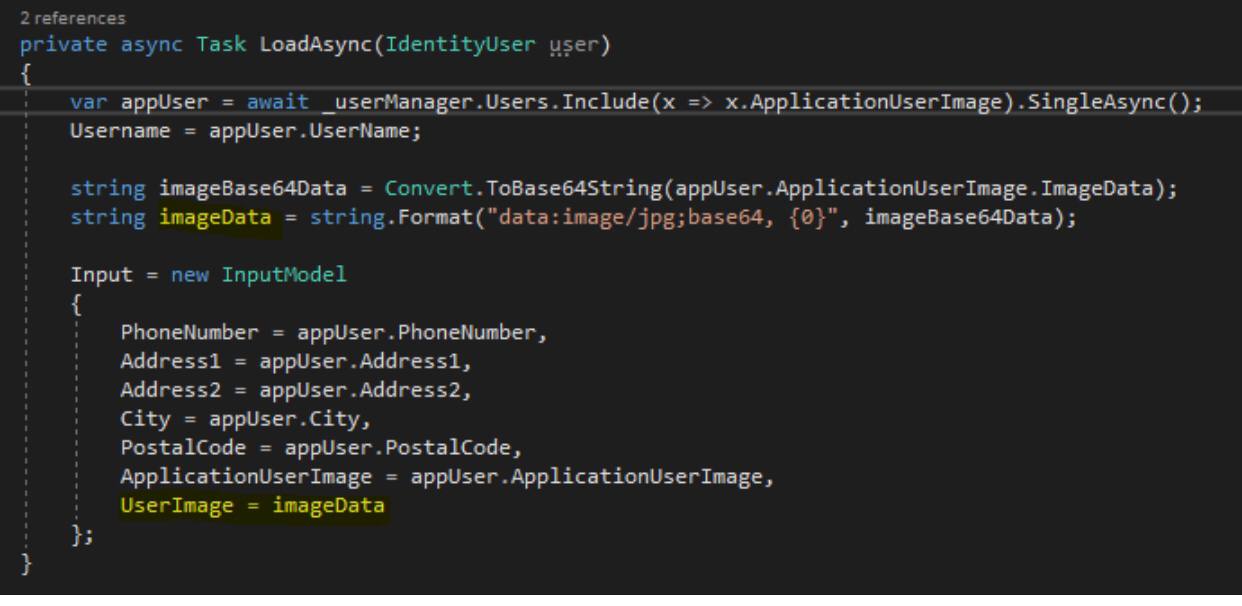 2 references
private async Task LoadAsync(IdentityUser user)
{
var appUser = await _userManager.Users.Include(x => x.ApplicationUserImage).SingleAsync();
Username = appUser.UserName;
string imageBase64Data = Convert.ToBase64String(appUser.ApplicationUserImage.ImageData);
string imageData = string.Format("data:image/jpg;base64, {0}", imageBase64Data);
Input = new InputModel
{
PhoneNumber = appUser.PhoneNumber,
Address1 = appUser.Address1,
Address2 = appUser.Address2,
City = appUser.City,
PostalCode = appUser.PostalCode,
ApplicationUserImage = appUser.ApplicationUserImage,
UserImage = imageData
};
}